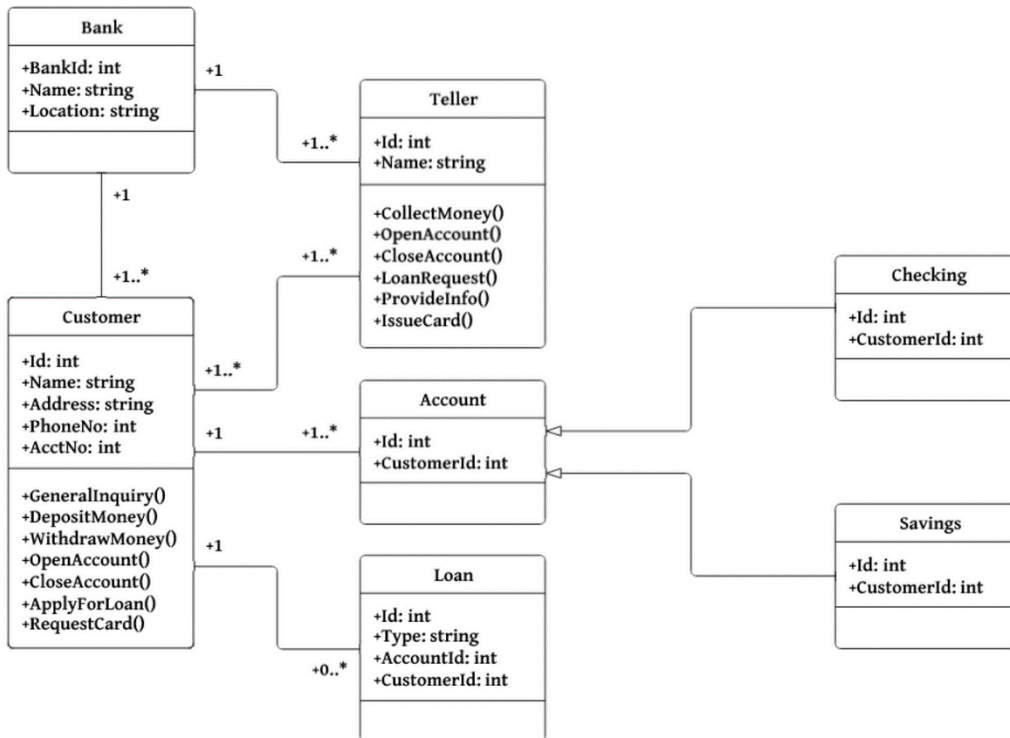 Bank
+BankId: int
+Name: string
+Location: string
+1
+1..*
Teller
+Id: int
+Name: string
+CollectMoney()
+OpenAccount()
+CloseAccount()
+LoanRequest()
+ProvideInfo()
+IssueCard()
+1
+1..*
+1..*
+1..*
Customer
+Id: int
+Name: string
+Address: string
+PhoneNo: int
+AcctNo: int
+GeneralInquiry()
+DepositMoney()
+WithdrawMoney()
+OpenAccount()
+CloseAccount()
+ApplyForLoan()
+RequestCard()
+1
+1..*
Account
+Id: int
+CustomerId: int
+1
+0..*
Loan
+Id: int
+Type: string
+AccountId: int
+CustomerId: int
Checking
+Id: int
+CustomerId: int
Savings
+Id: int
+CustomerId: int